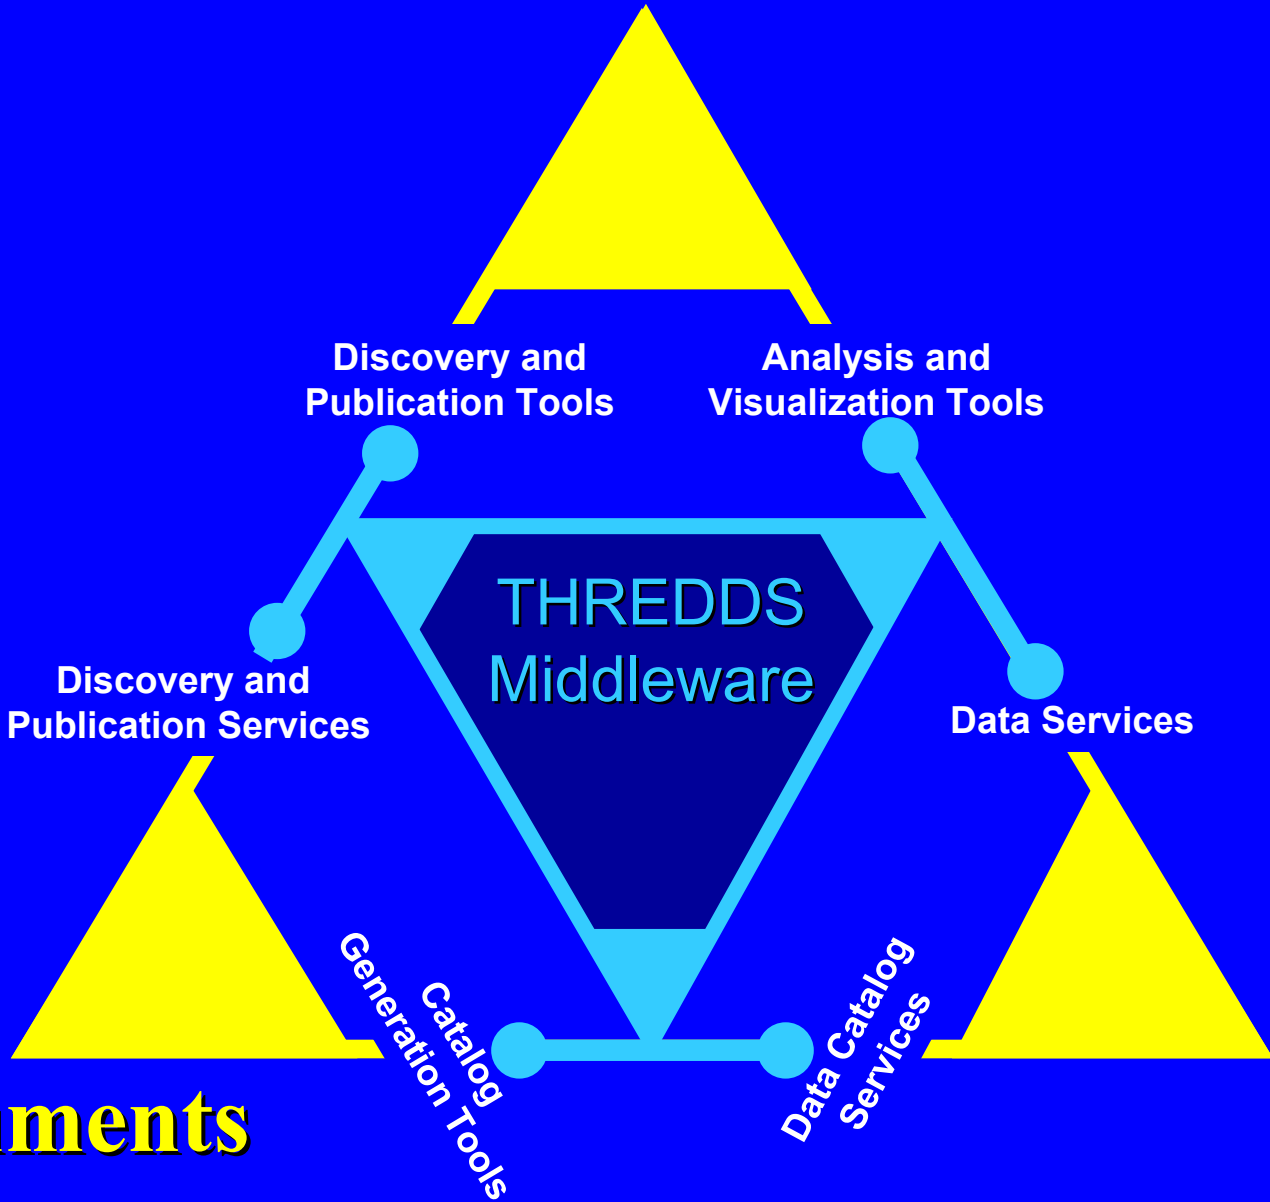 Discovery and
Publication Tools
Analysis and
Visualization Tools
THREDDS
Middleware
Discovery and
Publication Services
Data Services
Catalog
Generation Tools
Data Catalog
Services